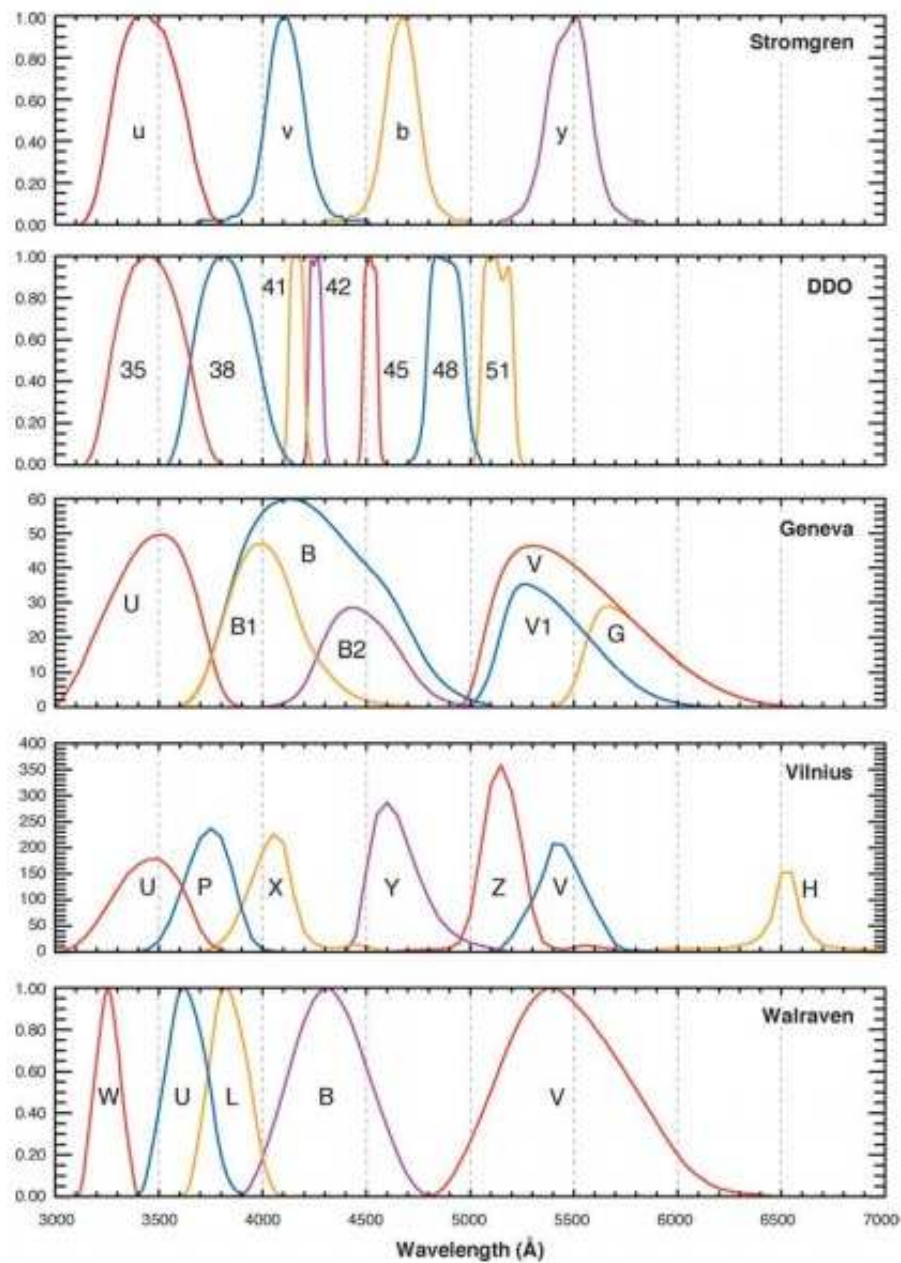 1.00
0.80
0.60
0.40
0.20
0.00
Stromgren
u v b y
1.00
0.80
0.60
0.40
0.20
0.00
DDO
41 42
35 38 45 48 51
60
50
40
30
20
10
0
Geneva
U B1 B B2 V V1 G
400
350
300
250
200
150
100
50
0
Vilnius
U P X Y Z V H
1.00
0.80
0.60
0.40
0.20
0.00
Walraven
W U L B V
3000 3500 4000 4500 5000 5500 6000 6500 7000
Wavelength (Å)